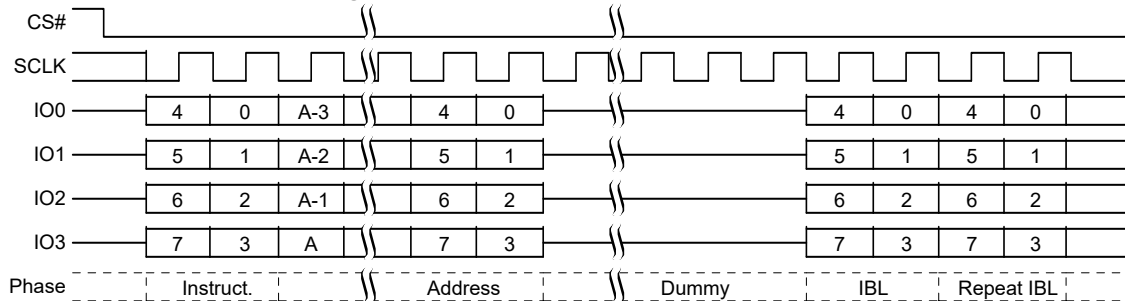 CS#
SCLK
IO0 4 0 A-3 4 0 4 0 4 0
IO1 5 1 A-2 5 1 5 1 5 1
IO2 6 2 A-1 6 2 6 2 6 2
IO3 7 3 A 7 3 7 3 7 3
Phase Instruct. Address Dummy IBL Repeat IBL